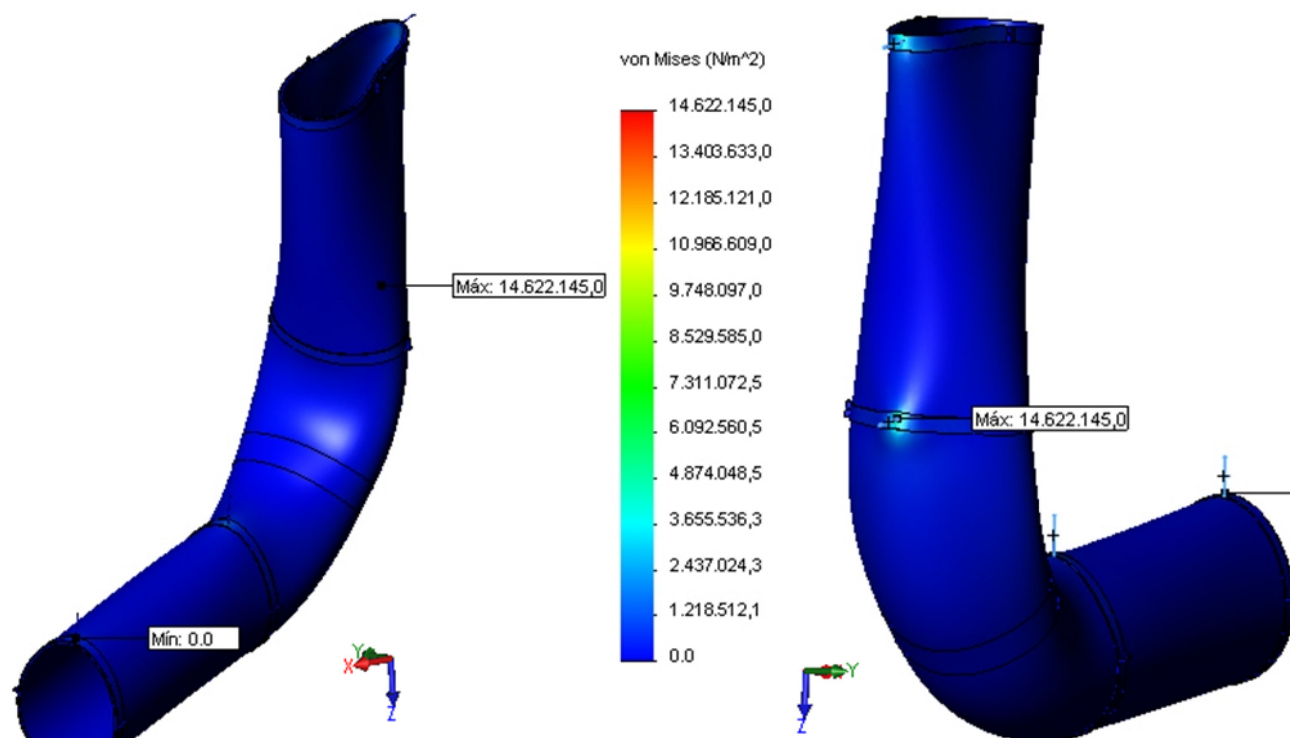 von Mises (N/m^2)
14.622.145,0
13.403.633,0
12.185.121,0
10.966.609,0
9.748.097,0
8.529.585,0
7.311.072,5
6.092.560,5
4.874.048,5
3.655.536,3
2.437.024,3
1.218.512,1
0.0
Máx: 14.622.145,0
Mín: 0.0
Y
X
Z
Máx: 14.622.145,0
Y
Z